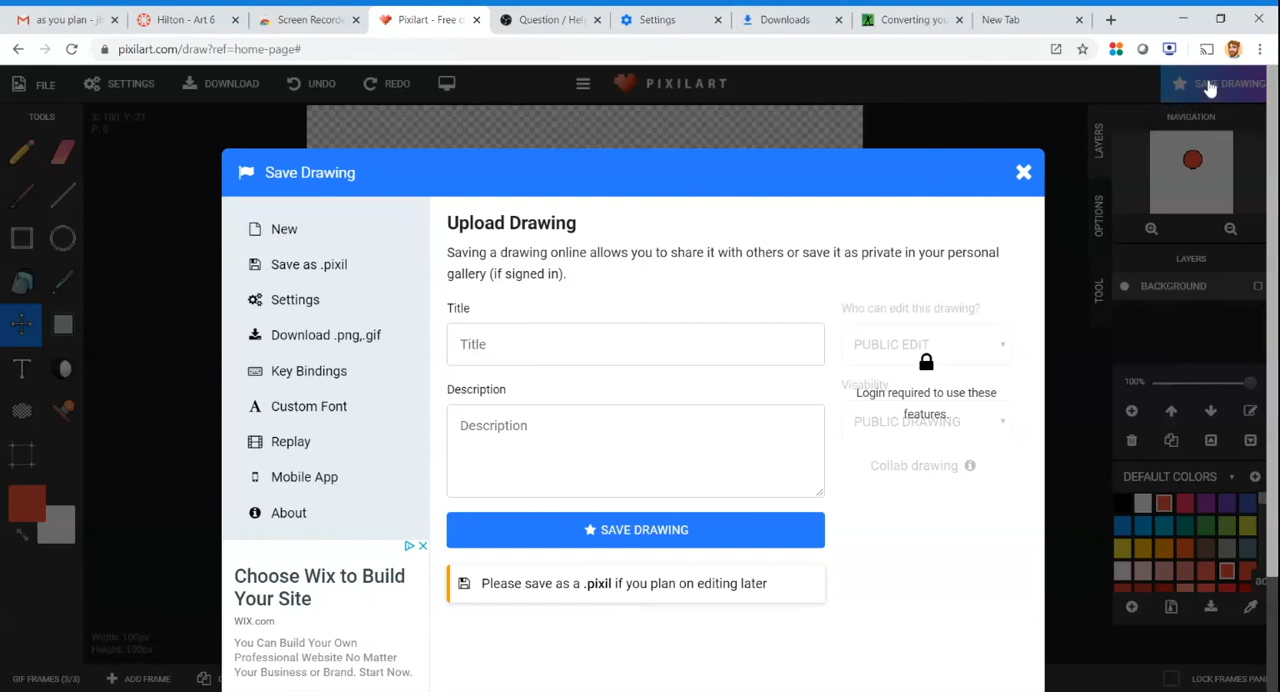 as you plan - jh
Hilton - Art 6
Screen Record
Pixilart - Free o
Question / Help
Settings
Downloads
Converting you
New Tab
pixilart.com/draw?ref=home-page#
FILE
SETTINGS
DOWNLOAD
UNDO
REDO
PIXILART
SAVE DRAWING
TOOLS
X: 100, Y: -21
P: 0
NAVIGATION
LAYERS
OPTIONS
TOOL
LAYERS
BACKGROUND
100%
DEFAULT COLORS
Save Drawing
New
Save as .pixil
Settings
Download .png,.gif
Key Bindings
Custom Font
Replay
Mobile App
About
Upload Drawing
Saving a drawing online allows you to share it with others or save it as private in your personal
gallery (if signed in).
Title
Title
Description
Description
Who can edit this drawing?
PUBLIC EDIT
Visability
Login required to use these
features.
PUBLIC DRAWING
Collab drawing
SAVE DRAWING
Please save as a .pixil if you plan on editing later
Choose Wix to Build
Your Site
WIX.com
You Can Build Your Own
Professional Website No Matter
Your Business or Brand. Start Now.
Width: 100px
Height: 100px
GIF FRAMES (3/3)
ADD FRAME
LOCK FRAMES PAN